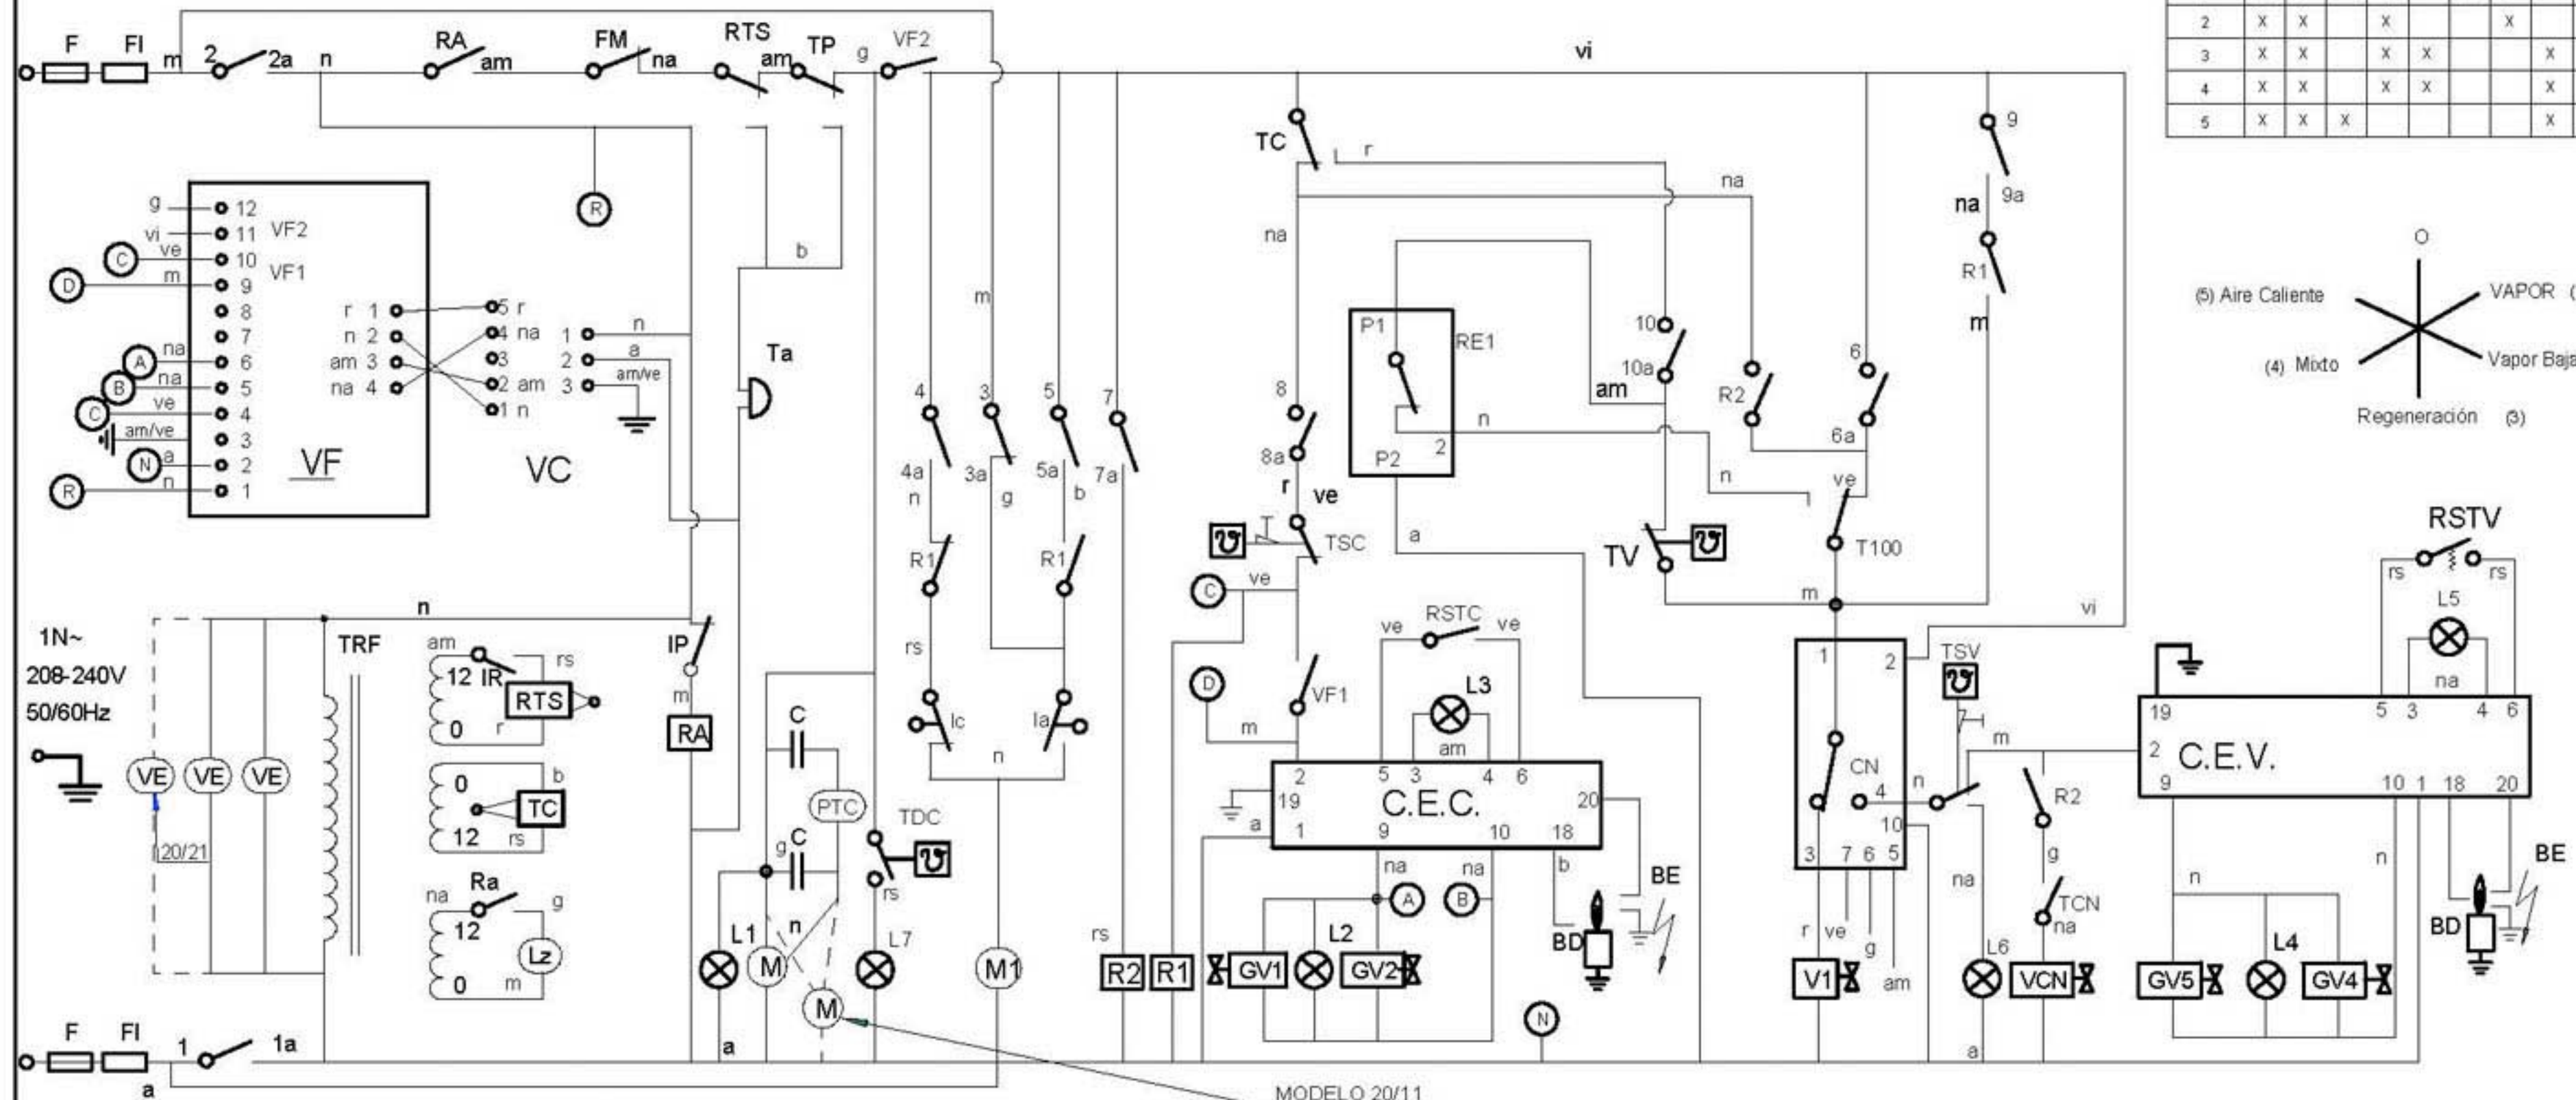 F FI m 2 2a n RA am FM na RTS am TP g VF2 vi
2 X X X X
3 X X X X X
4 X X X X X
5 X X X X
TC r na 9 9a na R1 m
g 12 VF2
vi 11
C ve 10 VF1
D m 9
8
7
A na 6
B na 5
C ve 4
am/ve 3
N a 2
R n 1
VF
r 1
n 2
am 3
na 4
5 r
4 na
3
2 am
1 n
1 n
2 a
3 am/ve
VC
R
b
Ta
m
4 3 5 7
4a 3a 5a 7a
n g b
R1 R1
rs
Ic Ia
n
M1
na
8
8a
r ve
TSC
C ve
D m
VF1
P1 RE1
P2 2
n
a
10
10a
am
R2
6
6a
ve
n
T100
TV
m
O
(5) Aire Caliente
VAPOR (
(4) Mixto
Vapor Baja
Regeneración (3)
1N~
208-240V
50/60Hz
n
TRF
VE VE VE
20/21
am 12 IR rs
RTS
0 r
0 b
TC
12 rs
na Ra g
12 Lz
0 m
IP
m
RA
C
PTC
g C
TDC
rs
L1 n M L7
M
a
rs
R2 R1
RSTC
ve ve
L3
am
2 5 3 4 6
19 C.E.C. 20
1 9 10 18
a
na na b
A B
L2
GV1 GV2
BD BE
N
1 2
CN
4
10
3 7 6 5
r ve g am
V1
vi
TSV
n
m
na
L6
R2
g
TCN
na
VCN
a
RSTV
rs rs
L5
na
19 5 3 4 6
2 C.E.V.
9 10 1 18 20
n n
GV5 L4 GV4
BD BE
F FI 1 1a
a
MODELO 20/11